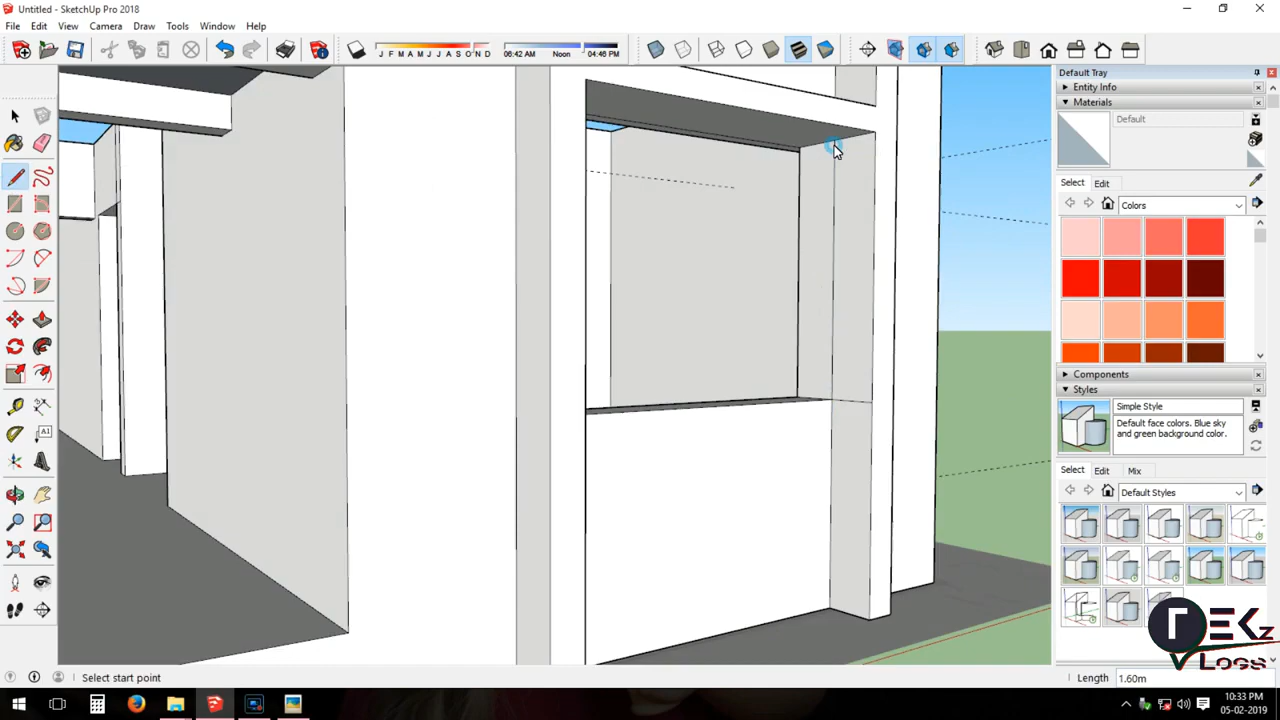 Untitled - SketchUp Pro 2018
File Edit View Camera Draw Tools Window Help
J F M A M J J A S O N D
06:42 AM Noon 04:46 PM
Default Tray
Entity Info
Materials
Default
Select Edit
Colors
Components
Styles
Simple Style
Default face colors. Blue sky
and green background color.
Select Edit Mix
Default Styles
A1
TEKz
VLogs
Select start point
Length 1.60m
10:33 PM
05-02-2019